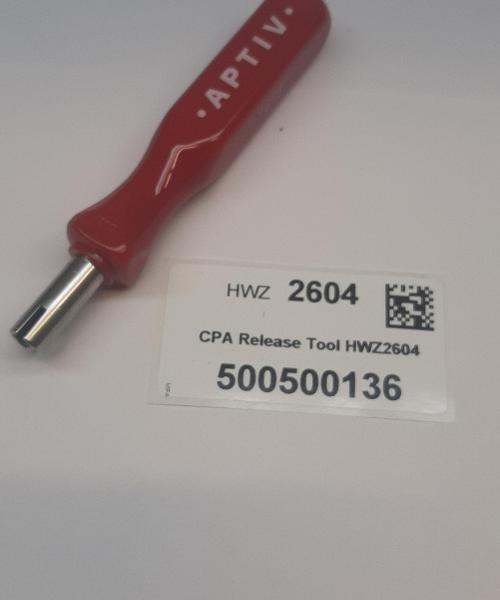 ·APTIV·
HWZ 2604
CPA Release Tool HWZ2604
500500136